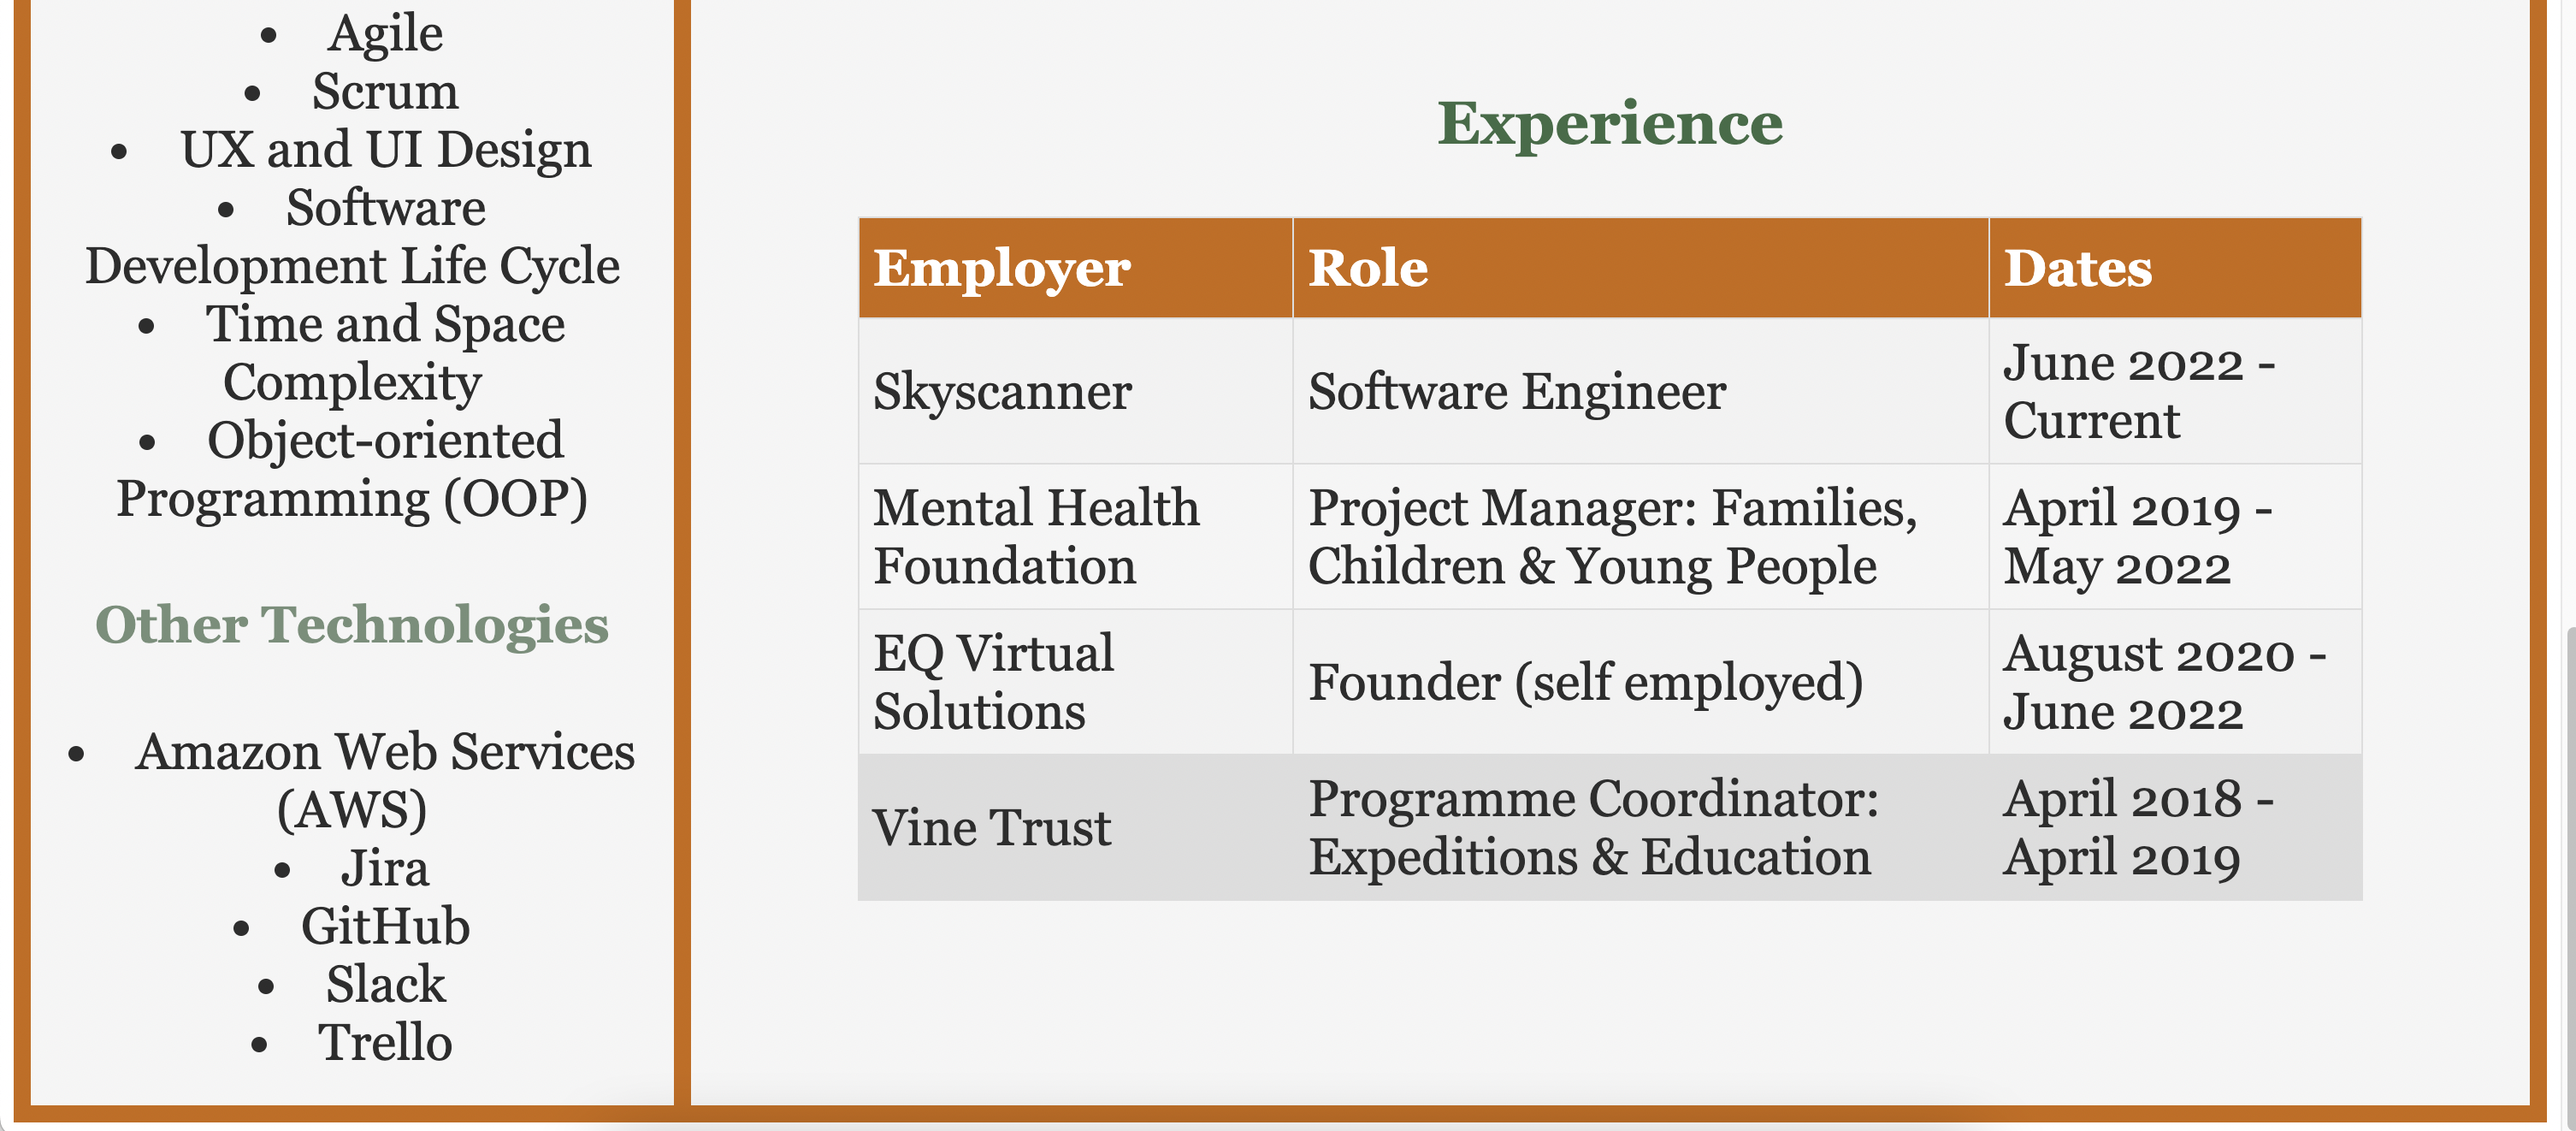 • Agile
• Scrum
• UX and UI Design
• Software
Development Life Cycle
• Time and Space
Complexity
• Object-oriented
Programming (OOP)
Other Technologies
• Amazon Web Services
(AWS)
• Jira
• GitHub
• Slack
• Trello
Experience
Employer Role Dates
Skyscanner Software Engineer June 2022 -
Current
Mental Health Project Manager: Families, April 2019 -
Foundation Children & Young People May 2022
EQ Virtual Founder (self employed) August 2020 -
Solutions June 2022
Vine Trust Programme Coordinator: April 2018 -
Expeditions & Education April 2019